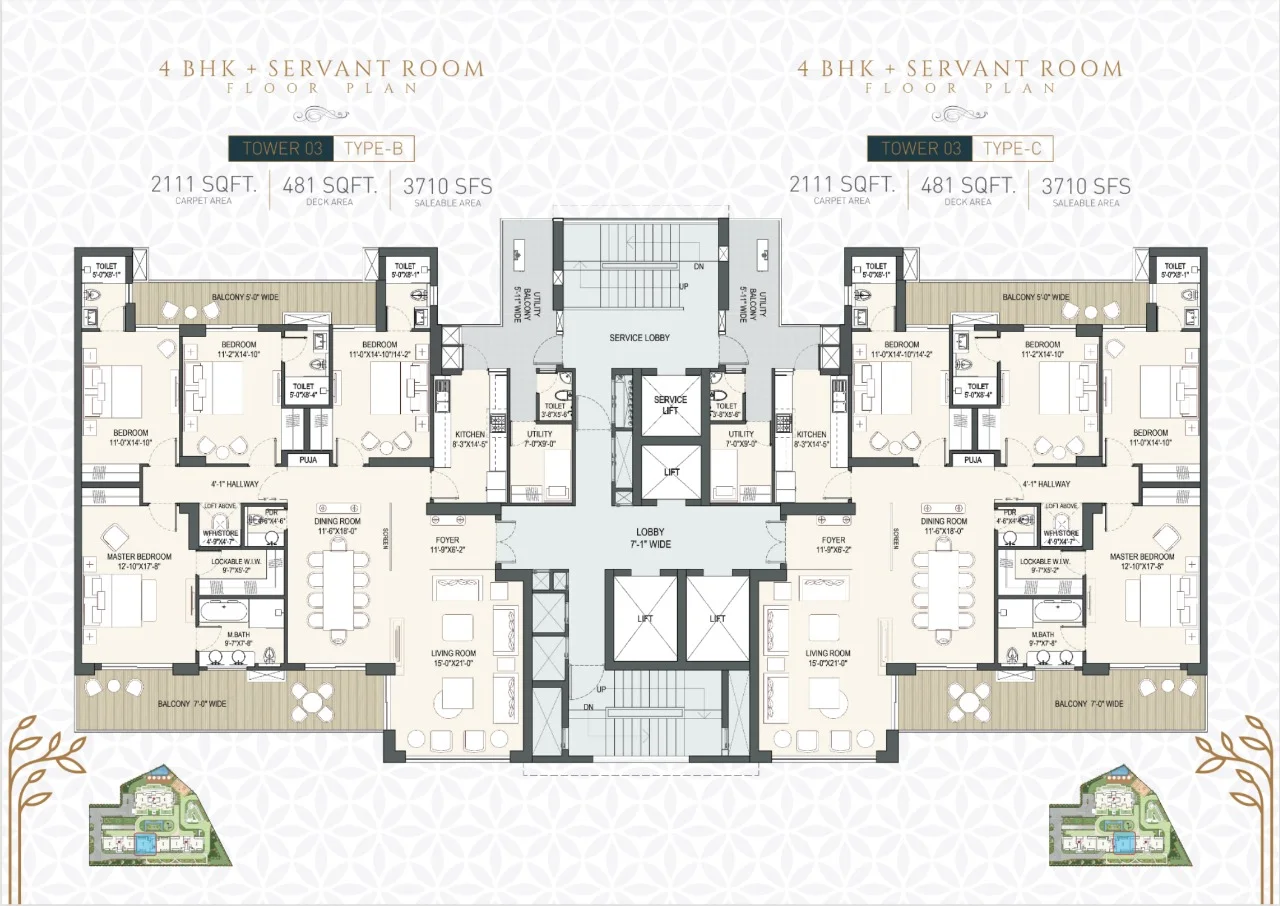 4 BHK + SERVANT ROOM
FLOOR PLAN
TOWER 03 TYPE-B
2111 SQFT. 481 SQFT. 3710 SFS
CARPET AREA DECK AREA SALEABLE AREA
4 BHK + SERVANT ROOM
FLOOR PLAN
TOWER 03 TYPE-C
2111 SQFT. 481 SQFT. 3710 SFS
CARPET AREA DECK AREA SALEABLE AREA
TOILET
5'-0"X8'-1"
BALCONY 5'-0" WIDE
TOILET
5'-0"X8'-1"
BEDROOM
11'-2"X14'-10"
BEDROOM
11'-0"X14'-10"/14'-2"
TOILET
5'-0"X8'-4"
BEDROOM
11'-0"X14'-10"
PUJA
4'-1" HALLWAY
UTILITY
BALCONY
5'-11" WIDE
TOILET
3'-8"X5'-6"
KITCHEN
8'-3"X14'-5"
UTILITY
7'-0"X9'-0"
LOFT ABOVE
WFH/STORE
4'-9"X4'-7"
PDR
DINING ROOM
11'-6"X18'-0"
SCREEN
FOYER
11'-9"X6'-2"
MASTER BEDROOM
12'-10"X17'-8"
LOCKABLE W.I.W.
9'-7"X5'-2"
M.BATH
9'-7"X7'-8"
LIVING ROOM
15'-0"X21'-0"
BALCONY 7'-0" WIDE
DN
UP
SERVICE LOBBY
SERVICE
LIFT
LIFT
LOBBY
7'-1" WIDE
LIFT
LIFT
UP
DN
UTILITY
BALCONY
5'-11" WIDE
TOILET
3'-8"X5'-6"
UTILITY
7'-0"X9'-0"
KITCHEN
8'-3"X14'-5"
TOILET
5'-0"X8'-1"
BALCONY 5'-0" WIDE
TOILET
5'-0"X8'-1"
BEDROOM
11'-0"X14'-10"/14'-2"
BEDROOM
11'-2"X14'-10"
TOILET
5'-0"X8'-4"
BEDROOM
11'-0"X14'-10"
PUJA
4'-1" HALLWAY
FOYER
11'-9"X6'-2"
SCREEN
DINING ROOM
11'-6"X18'-0"
PDR
4'-6"X4'-6"
LOFT ABOVE
WFH/STORE
4'-9"X4'-7"
LOCKABLE W.I.W.
9'-7"X5'-2"
MASTER BEDROOM
12'-10"X17'-8"
M.BATH
9'-7"X7'-8"
LIVING ROOM
15'-0"X21'-0"
BALCONY 7'-0" WIDE